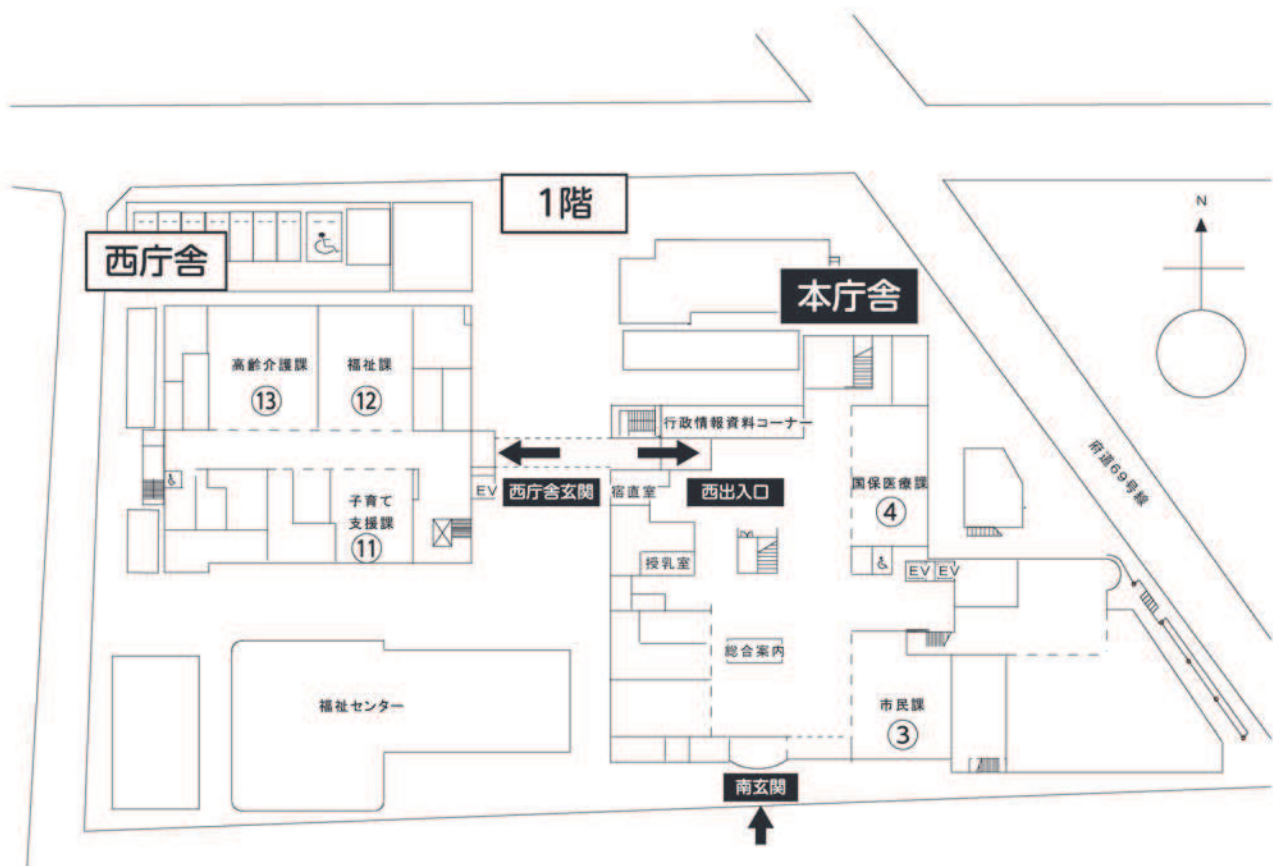 1階
N
西庁舎
本庁舎
高齢介護課
⑬
福祉課
⑫
行政情報資料コーナー
府道69号線
EV
西庁舎玄関
宿直室
西出入口
国保医療課
④
子育て
支援課
⑪
授乳室
EV
EV
総合案内
福祉センター
市民課
③
南玄関